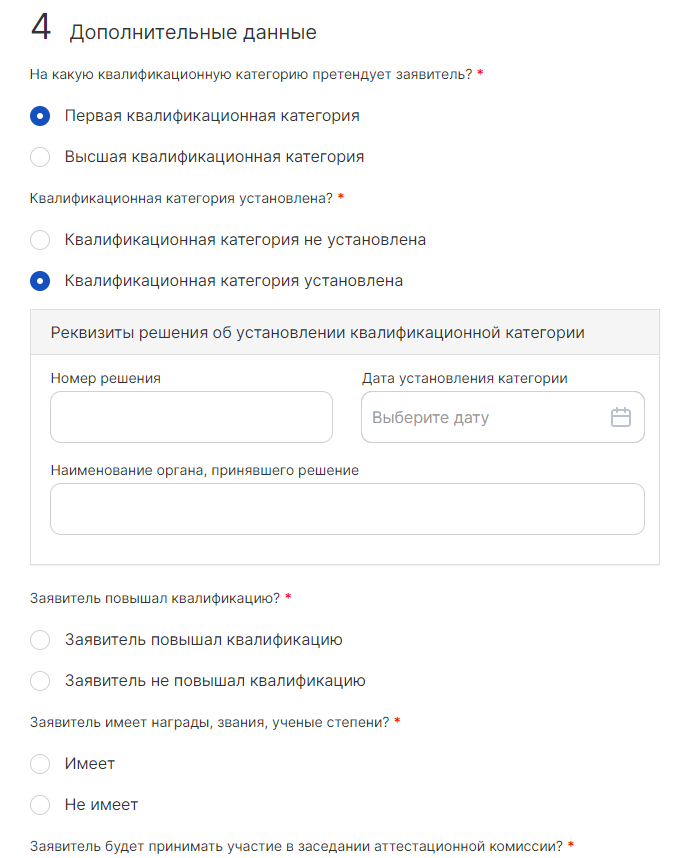 4 Дополнительные данные
На какую квалификационную категорию претендует заявитель? *
Первая квалификационная категория
Высшая квалификационная категория
Квалификационная категория установлена? *
Квалификационная категория не установлена
Квалификационная категория установлена
Реквизиты решения об установлении квалификационной категории
Номер решения Дата установления категории
Выберите дату
Наименование органа, принявшего решение
Заявитель повышал квалификацию? *
Заявитель повышал квалификацию
Заявитель не повышал квалификацию
Заявитель имеет награды, звания, ученые степени? *
Имеет
Не имеет
Заявитель будет принимать участие в заседании аттестационной комиссии? *